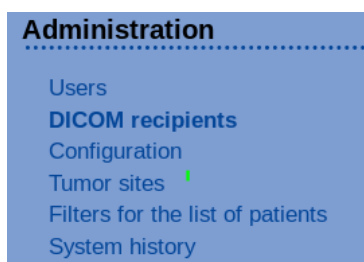 Administration
Users
DICOM recipients
Configuration
Tumor sites
Filters for the list of patients
System history